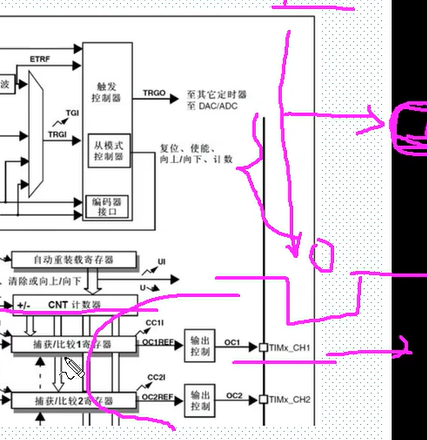 ETRF
波
触发
控制器
TRGO
至其它定时器
至 DAC/ADC
TGI
TRGI
从模式
控制器
复位、使能、
向上/向下、计数
编码器
接口
自动重装载寄存器
UI
、清除或向上/向下
U
+/- CNT 计数器
CC1I
捕获/比较1寄存器
OC1REF
输出
控制
OC1
TIMx_CH1
CC2I
捕获/比较2寄存器
OC2REF
输出
控制
OC2
TIMx_CH2